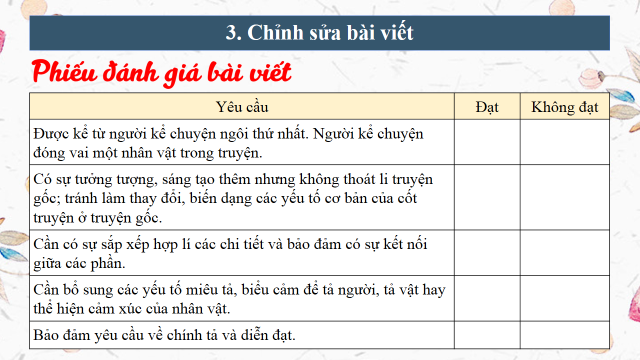 3. Chỉnh sửa bài viết
Phiếu đánh giá bài viết
Yêu cầu
Đạt
Không đạt
Được kể từ người kể chuyện ngôi thứ nhất. Người kể chuyện
đóng vai một nhân vật trong truyện.
Có sự tưởng tượng, sáng tạo thêm nhưng không thoát li truyện
gốc; tránh làm thay đổi, biến dạng các yếu tố cơ bản của cốt
truyện ở truyện gốc.
Cần có sự sắp xếp hợp lí các chi tiết và bảo đảm có sự kết nối
giữa các phần.
Cần bổ sung các yếu tố miêu tả, biểu cảm để tả người, tả vật hay
thể hiện cảm xúc của nhân vật.
Bảo đảm yêu cầu về chính tả và diễn đạt.